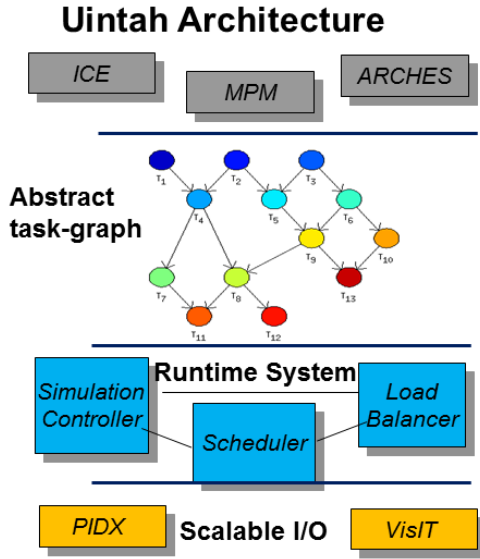 Uintah Architecture
ICE
MPM
ARCHES
Abstract
task-graph
T1
T2
T3
T4
T5
T6
T9
T10
T7
T8
T13
T11
T12
Runtime System
Simulation
Controller
Scheduler
Load
Balancer
PIDX
Scalable I/O
VisIT